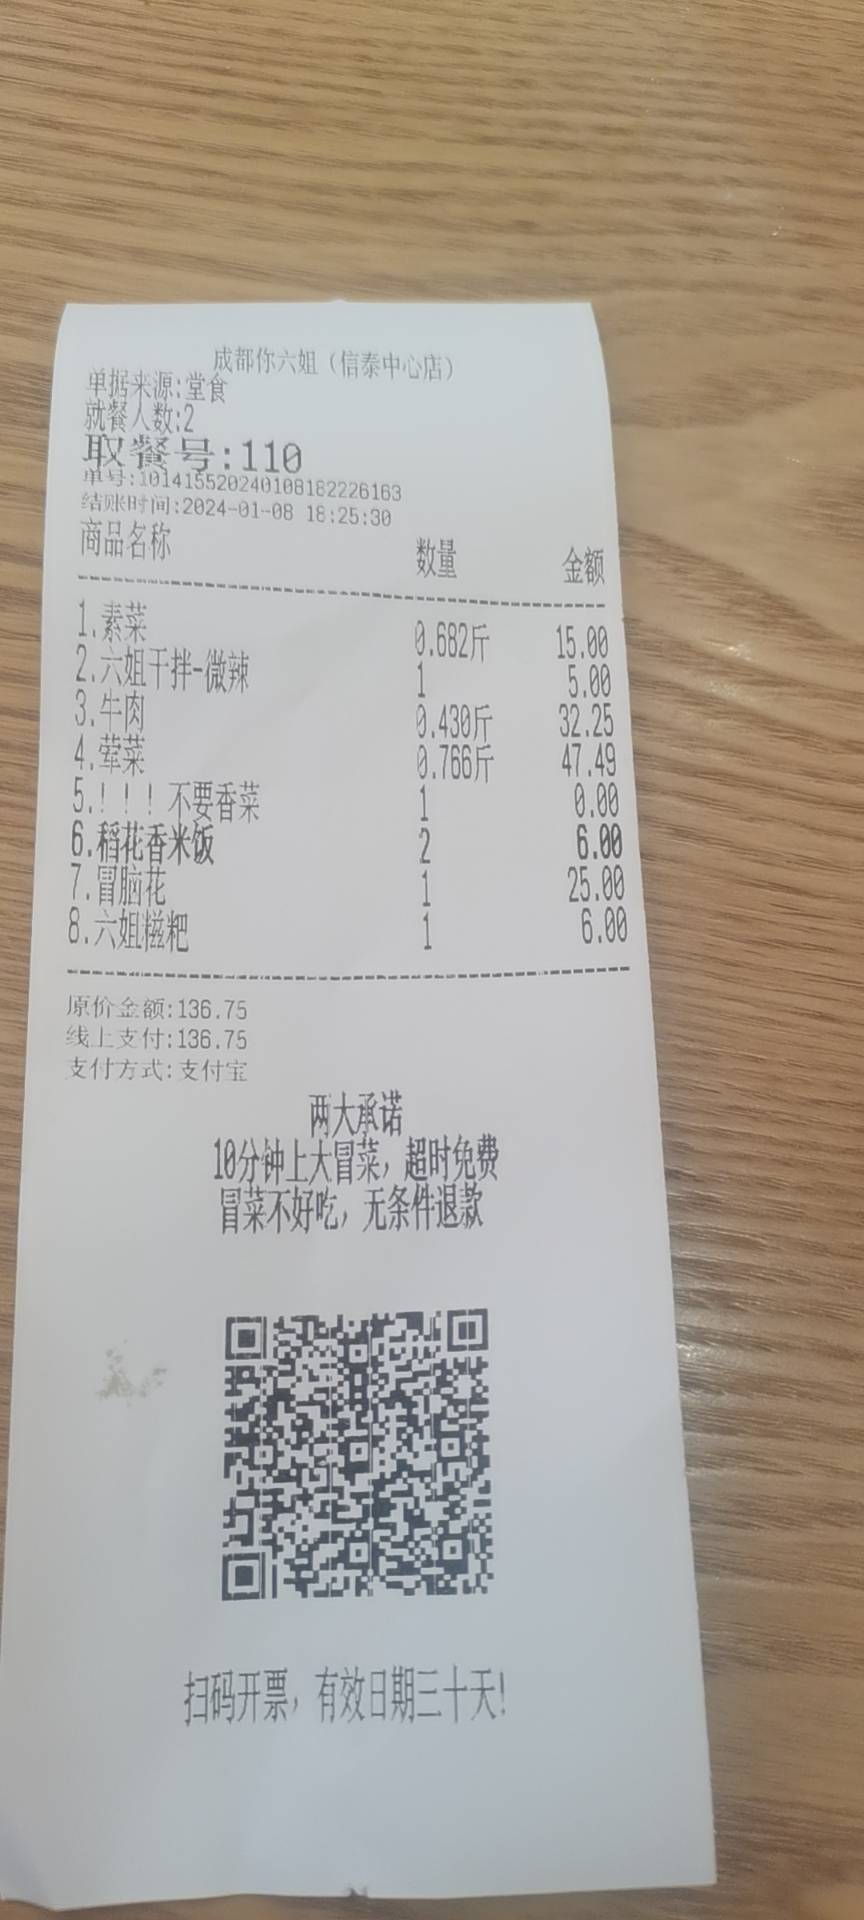 成都你六姐（信泰中心店）
单据来源:堂食
就餐人数:2
取餐号:110
单号:10141552024010818222616​3
结账时间:2024-01-08 18:25:30
商品名称 数量 金额
1.素菜 0.682斤 15.00
2.六姐干拌-微辣 1 5.00
3.牛肉 0.430斤 32.25
4.荤菜 0.766斤 47.49
5.！！！不要香菜 1 0.00
6.稻花香米饭 2 6.00
7.冒脑花 1 25.00
8.六姐糍粑 1 6.00
原价金额:136.75
线上支付:136.75
支付方式:支付宝
两大承诺
10分钟上大冒菜，超时免费
冒菜不好吃，无条件退款
扫码开票，有效日期三十天!